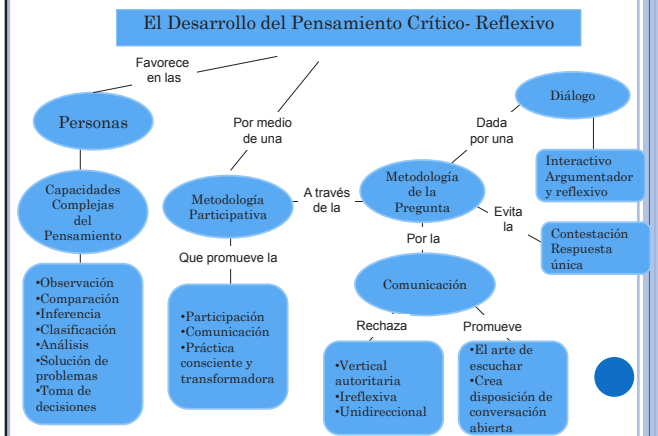 El Desarrollo del Pensamiento Crítico- Reflexivo
Favorece
en las
Personas
Capacidades
Complejas
del
Pensamiento
•Observación
•Comparación
•Inferencia
•Clasificación
•Análisis
•Solución de
problemas
•Toma de
decisiones
Por medio
de una
Metodología
Participativa
Que promueve la
•Participación
•Comunicación
•Práctica
consciente y
transformadora
A través
de la
Metodología
de la
Pregunta
Dada
por una
Diálogo
Interactivo
Argumentador
y reflexivo
Evita
la
Contestación
Respuesta
única
Por la
Comunicación
Rechaza
•Vertical
autoritaria
•Ireflexiva
•Unidireccional
Promueve
•El arte de
escuchar
•Crea
disposición de
conversación
abierta